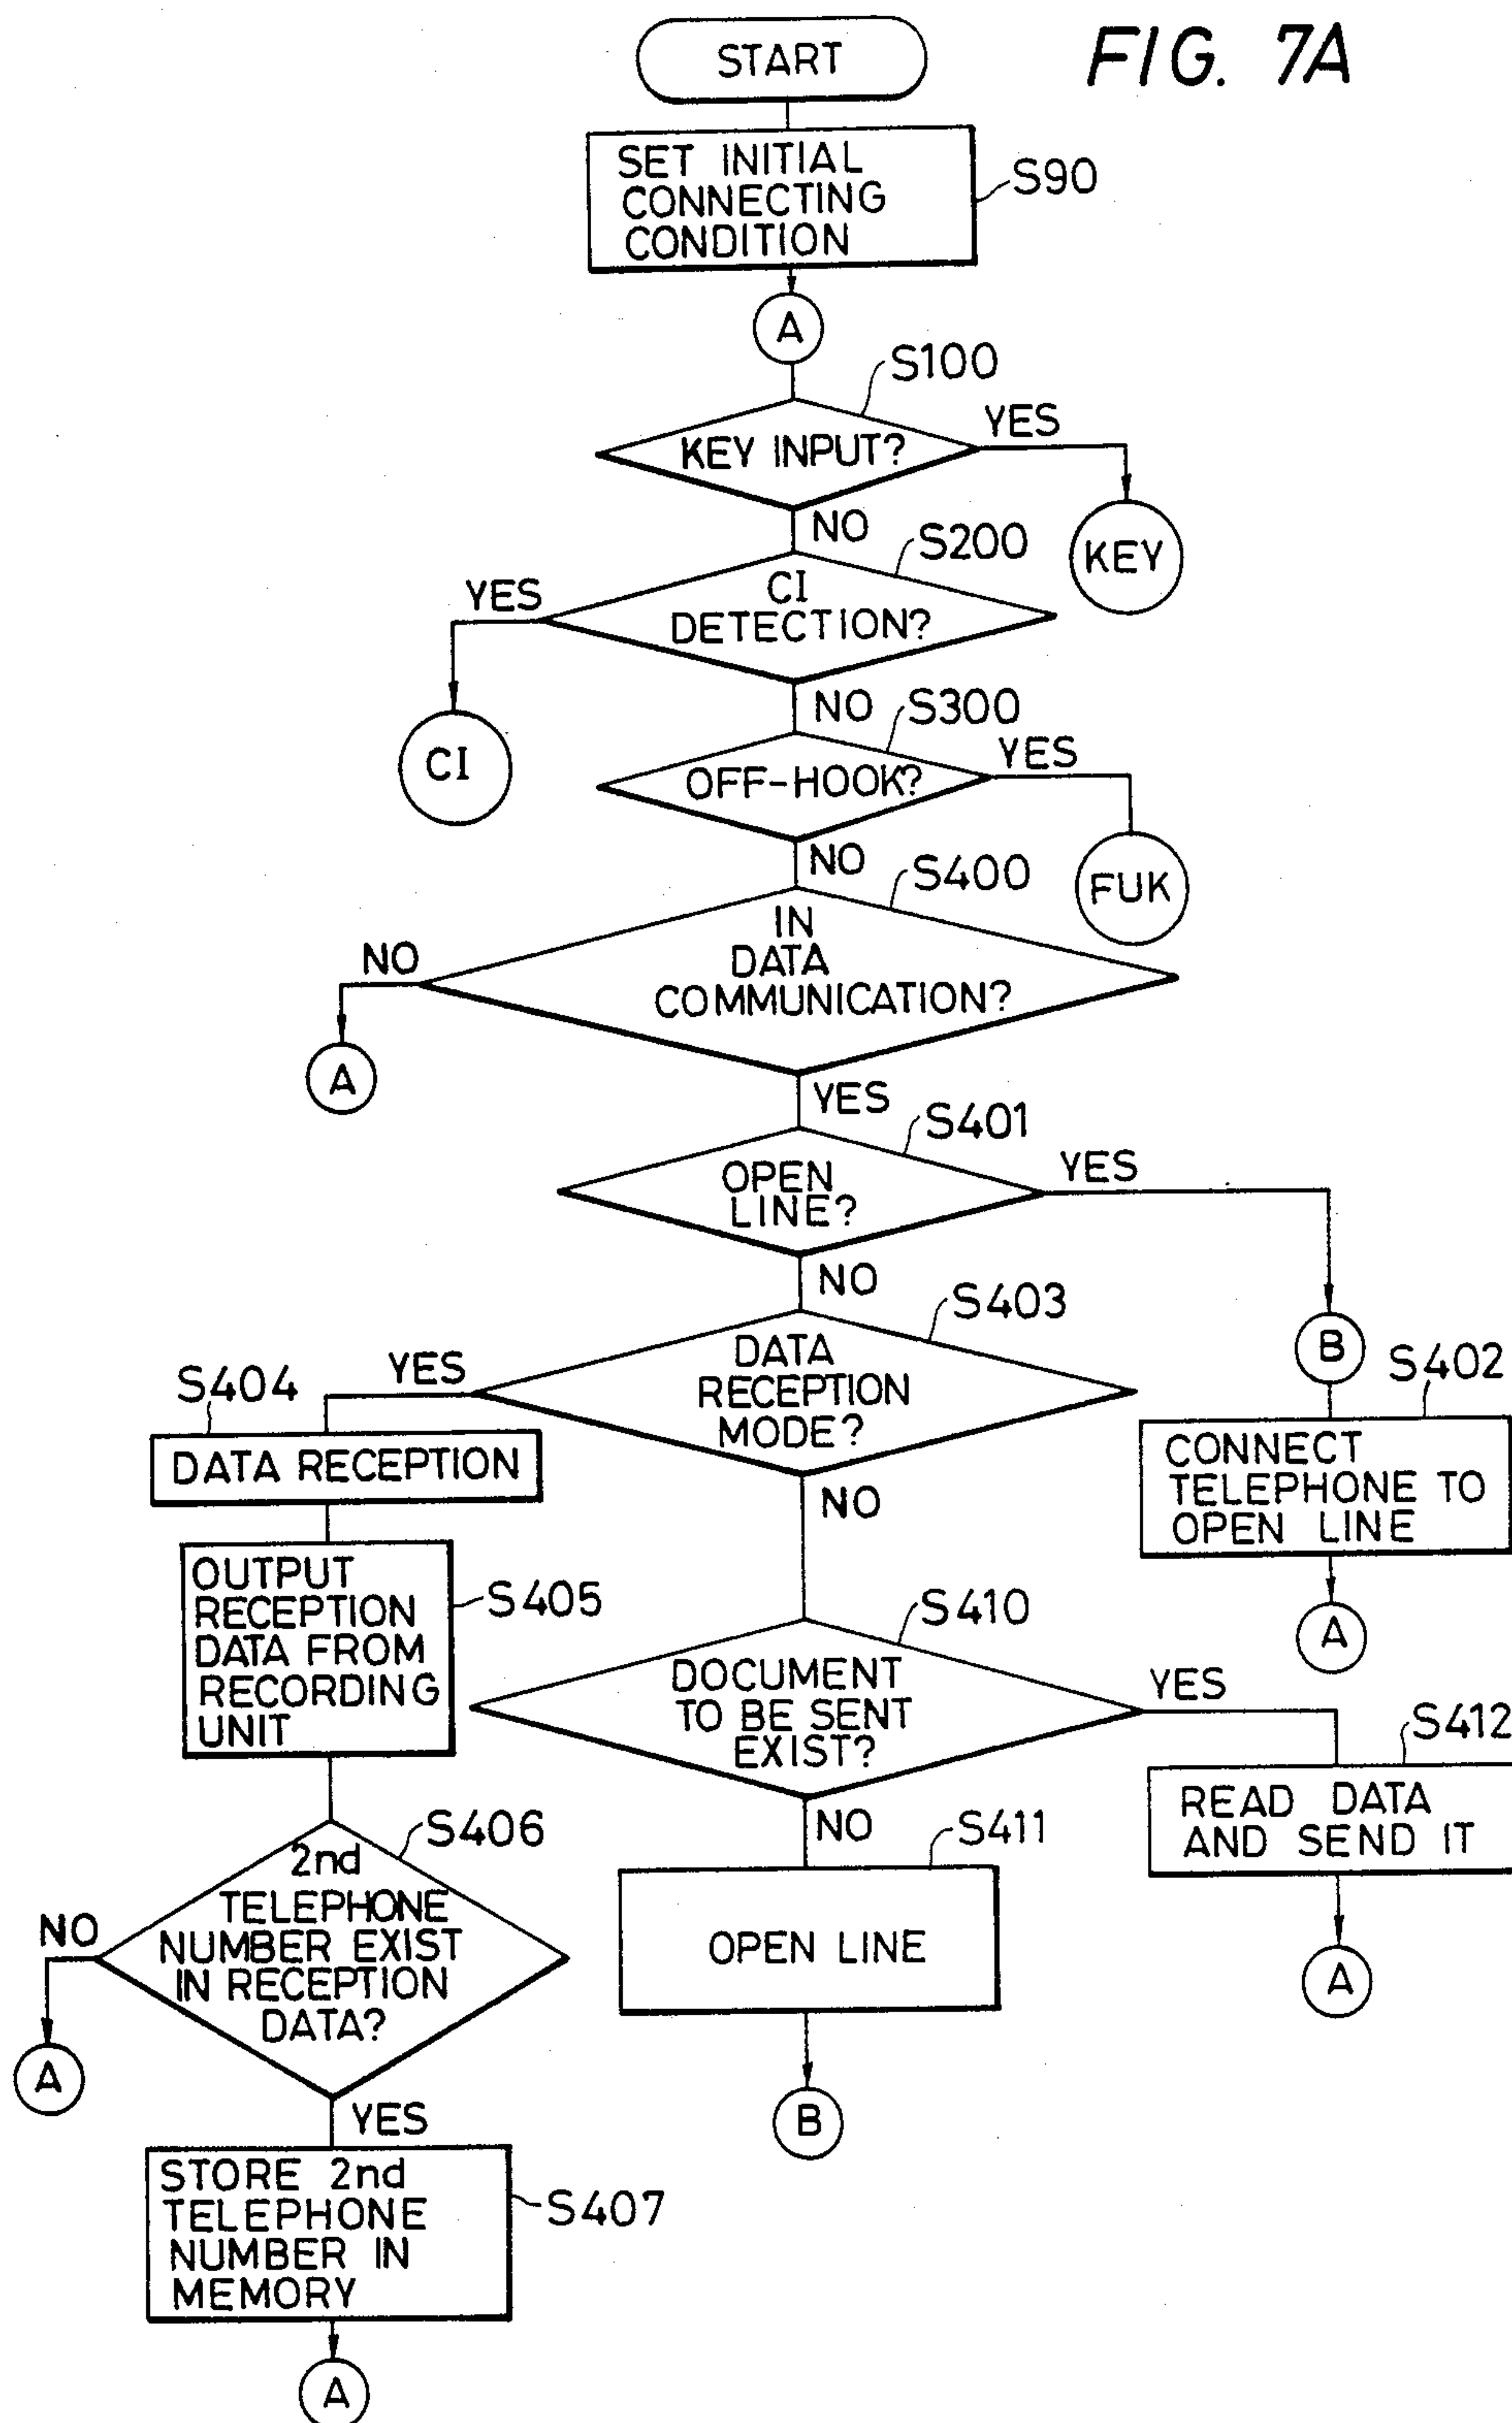 FIG. 7A
START
SET INITIAL
CONNECTING
CONDITION
S90
A
S100
KEY INPUT?
YES
NO
KEY
S200
CI
DETECTION?
YES
NO
CI
S300
OFF-HOOK?
YES
NO
FUK
S400
IN
DATA
COMMUNICATION?
NO
A
YES
S401
OPEN
LINE?
YES
NO
B
S402
CONNECT
TELEPHONE TO
OPEN LINE
A
S403
DATA
RECEPTION
MODE?
YES
NO
S404
DATA RECEPTION
OUTPUT
RECEPTION
DATA FROM
RECORDING
UNIT
S405
S410
DOCUMENT
TO BE SENT
EXIST?
YES
NO
S412
READ DATA
AND SEND IT
A
S411
OPEN LINE
B
S406
2nd
TELEPHONE
NUMBER EXIST
IN RECEPTION
DATA?
NO
A
YES
STORE 2nd
TELEPHONE
NUMBER IN
MEMORY
S407
A